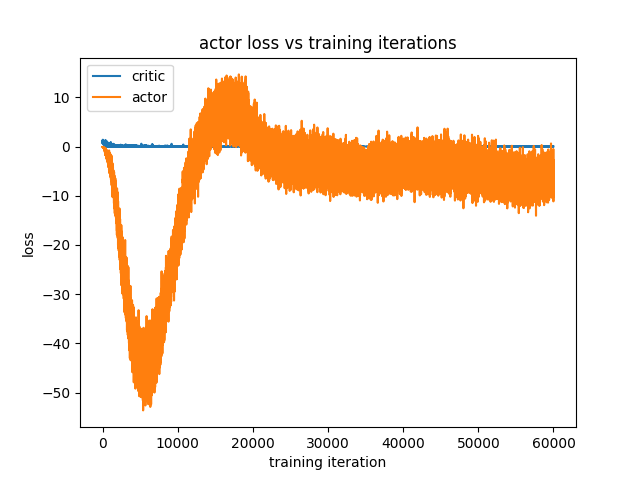 actor loss vs training iterations
critic
actor
10
0
−10
−20
−30
−40
−50
loss
0 10000 20000 30000 40000 50000 60000
training iteration